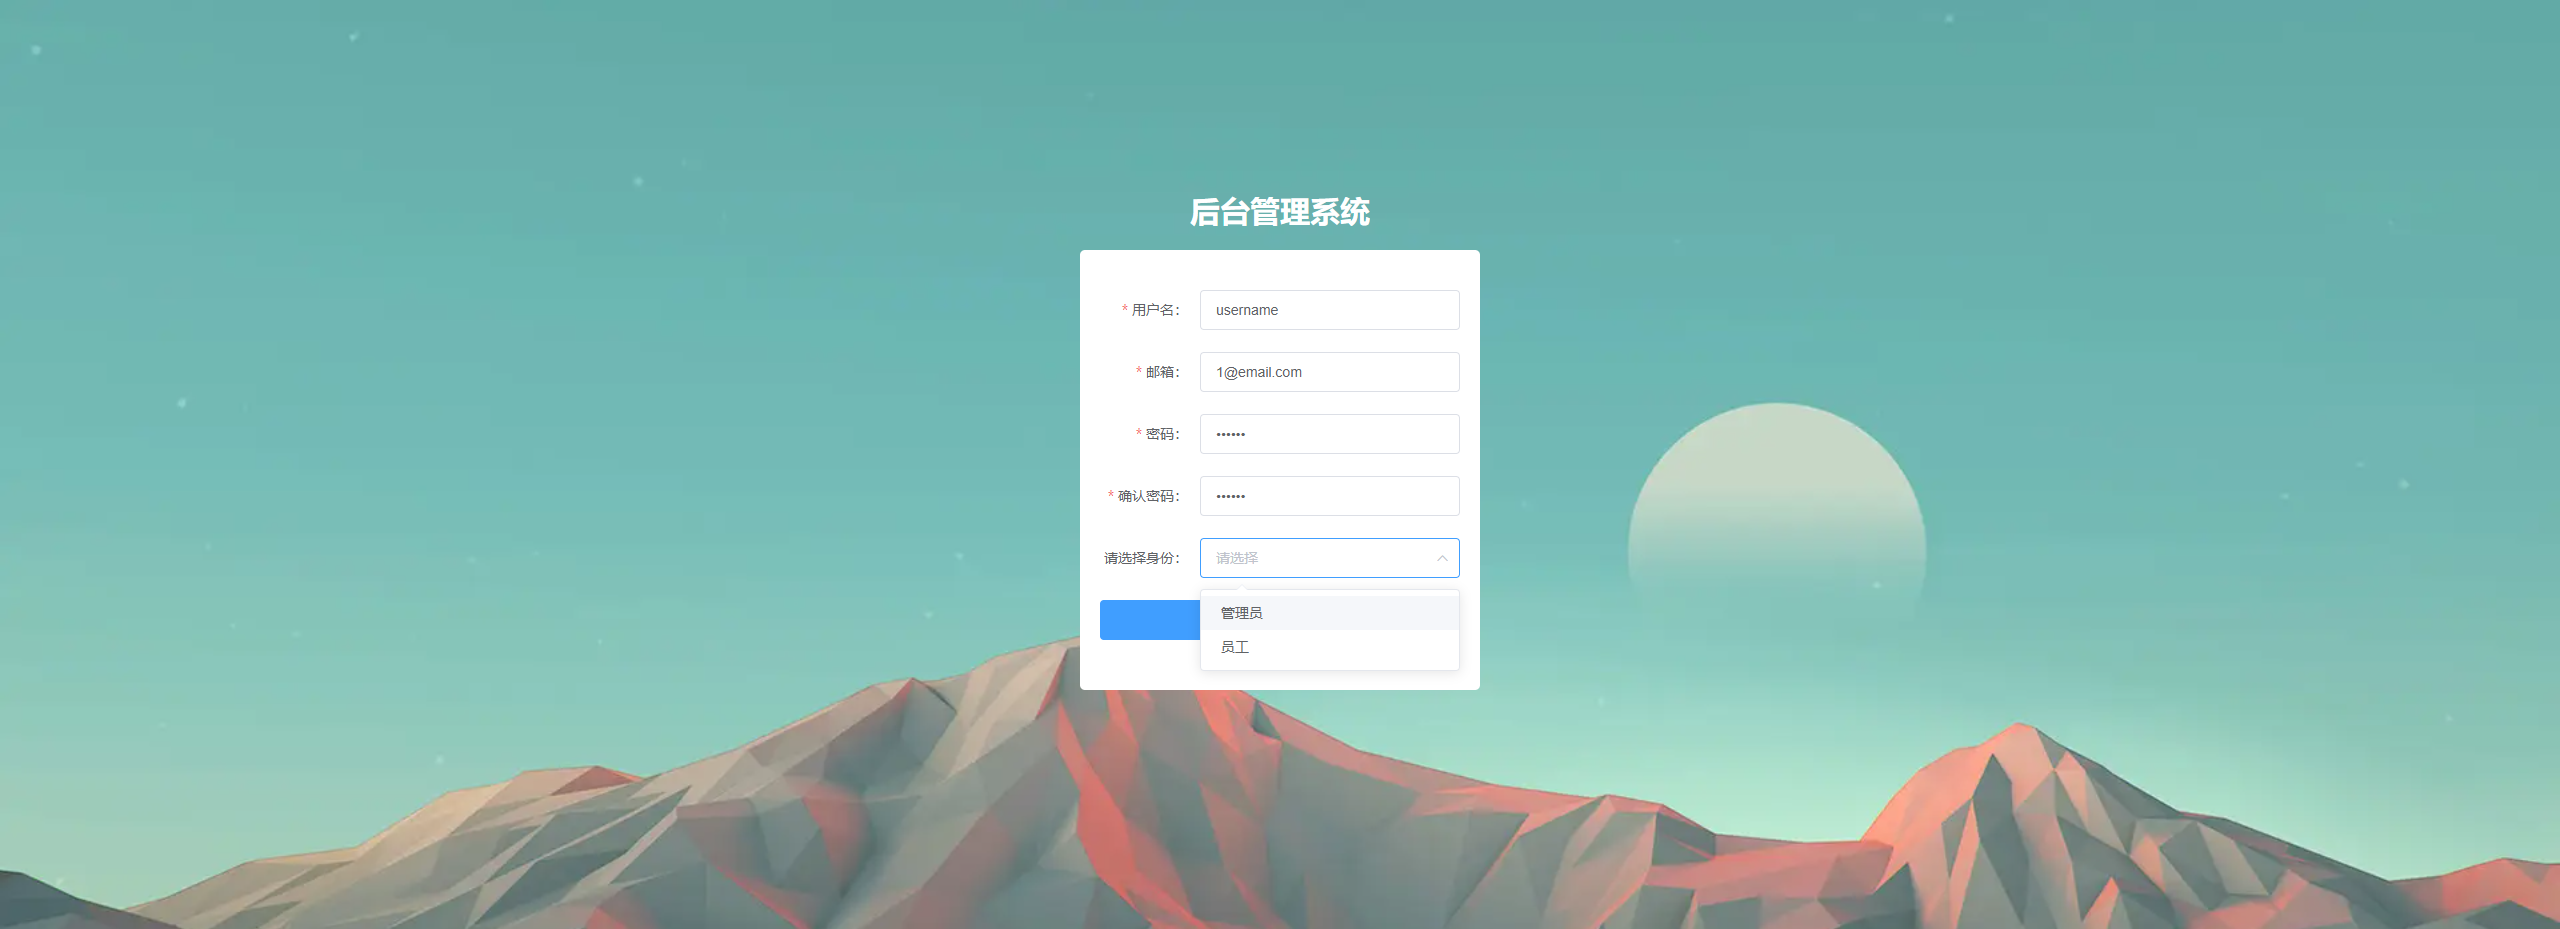 后台管理系统
* 用户名： username
* 邮箱： 1@email.com
* 密码： ••••••
* 确认密码： ••••••
请选择身份： 请选择
管理员
员工